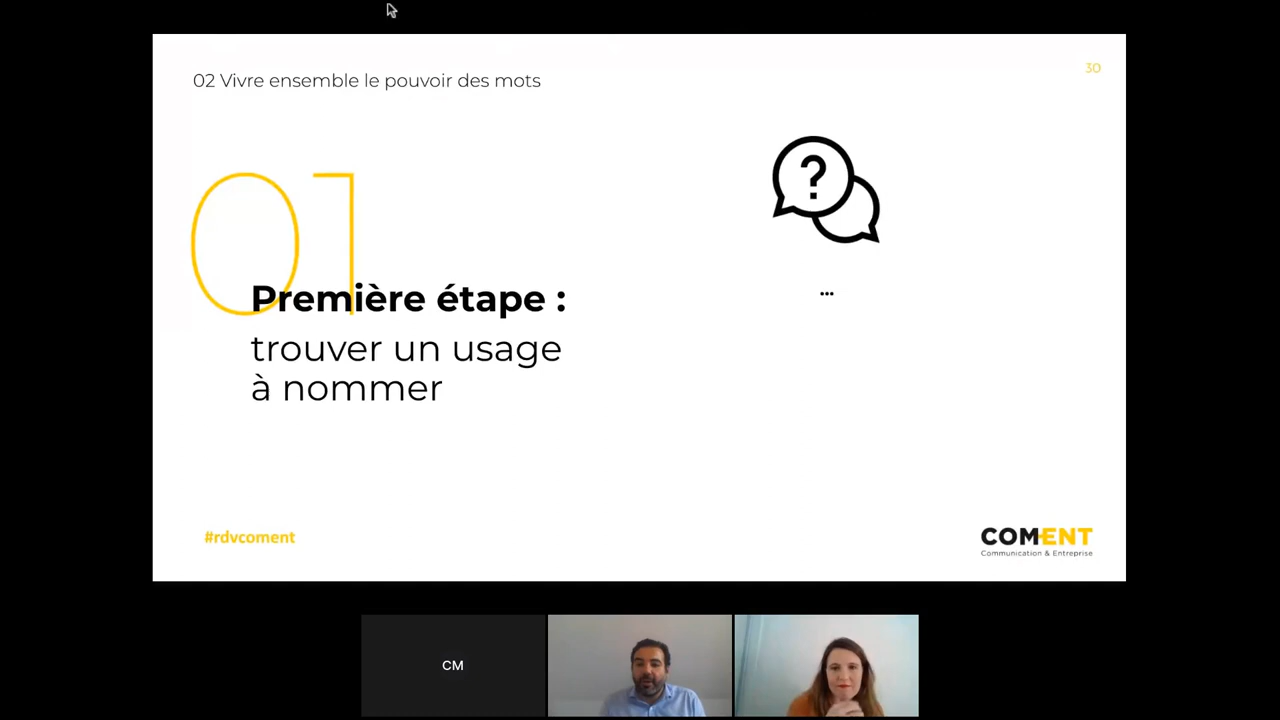 02 Vivre ensemble le pouvoir des mots
30
01
?
Première étape :
trouver un usage
à nommer
...
#rdvcoment
COMENT
Communication & Entreprise
CM